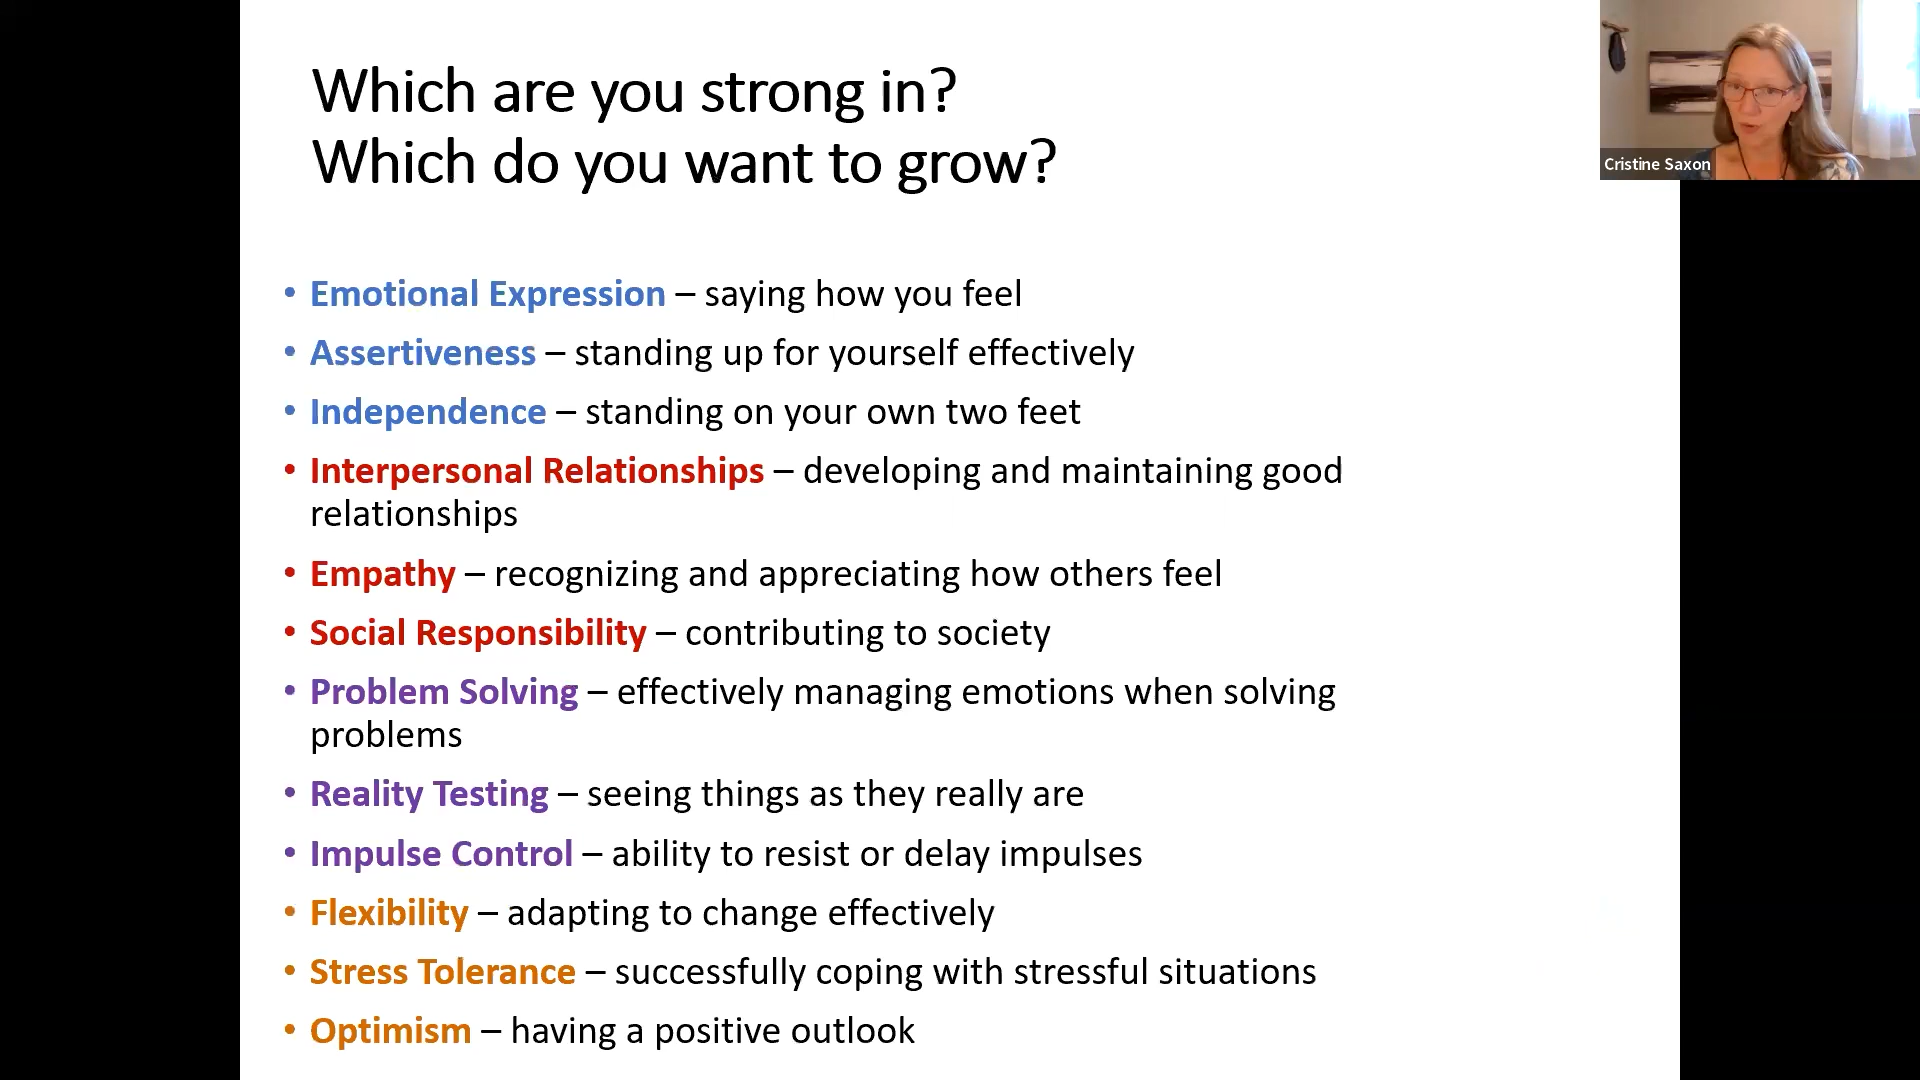 Which are you strong in?
Which do you want to grow?
Cristine Saxon
• Emotional Expression – saying how you feel
• Assertiveness – standing up for yourself effectively
• Independence – standing on your own two feet
• Interpersonal Relationships – developing and maintaining good
relationships
• Empathy – recognizing and appreciating how others feel
• Social Responsibility – contributing to society
• Problem Solving – effectively managing emotions when solving
problems
• Reality Testing – seeing things as they really are
• Impulse Control – ability to resist or delay impulses
• Flexibility – adapting to change effectively
• Stress Tolerance – successfully coping with stressful situations
• Optimism – having a positive outlook